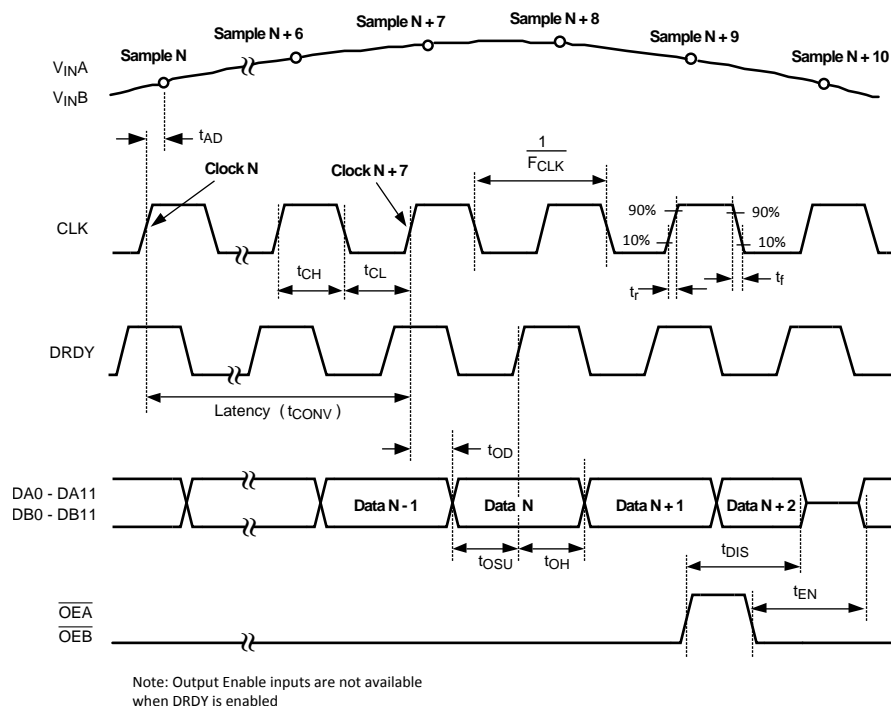 Sample N
Sample N + 6
Sample N + 7
Sample N + 8
Sample N + 9
Sample N + 10
VINA
VINB
tAD
Clock N
Clock N + 7
1
FCLK
CLK
90%
90%
10%
10%
tCH
tCL
tr
tf
DRDY
Latency ( tCONV )
tOD
DA0 - DA11
DB0 - DB11
Data N - 1
Data N
Data N + 1
Data N + 2
tOSU
tOH
tDIS
tEN
OEA
OEB
Note: Output Enable inputs are not available
when DRDY is enabled